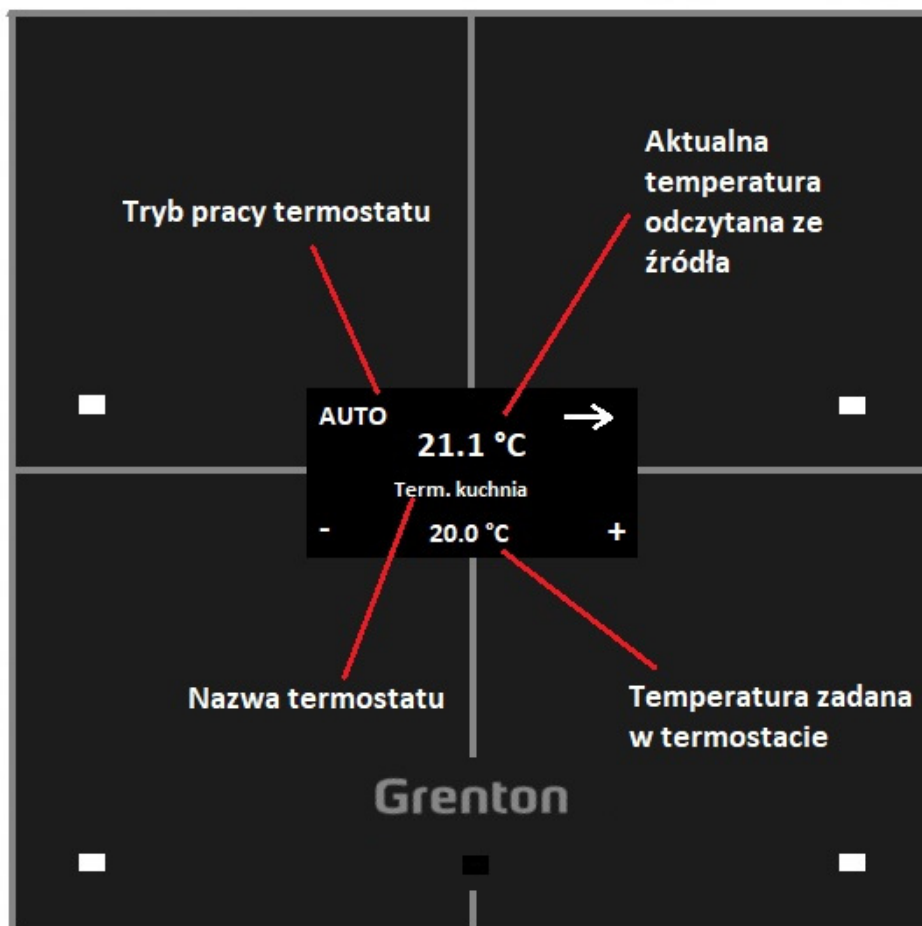 Aktualna
temperatura
odczytana ze
źródła
Tryb pracy termostatu
AUTO
21.1 °C
Term. kuchnia
- 20.0 °C +
Nazwa termostatu
Temperatura zadana
w termostacie
Grenton